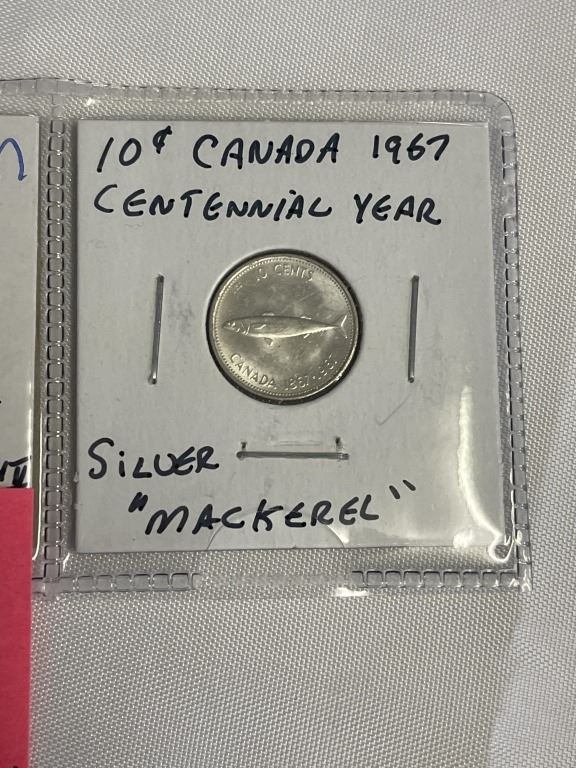 10¢ CANADA 1967
CENTENNIAL YEAR
10 CENTS
CANADA 1867-1967
SILVER
"MACKEREL"